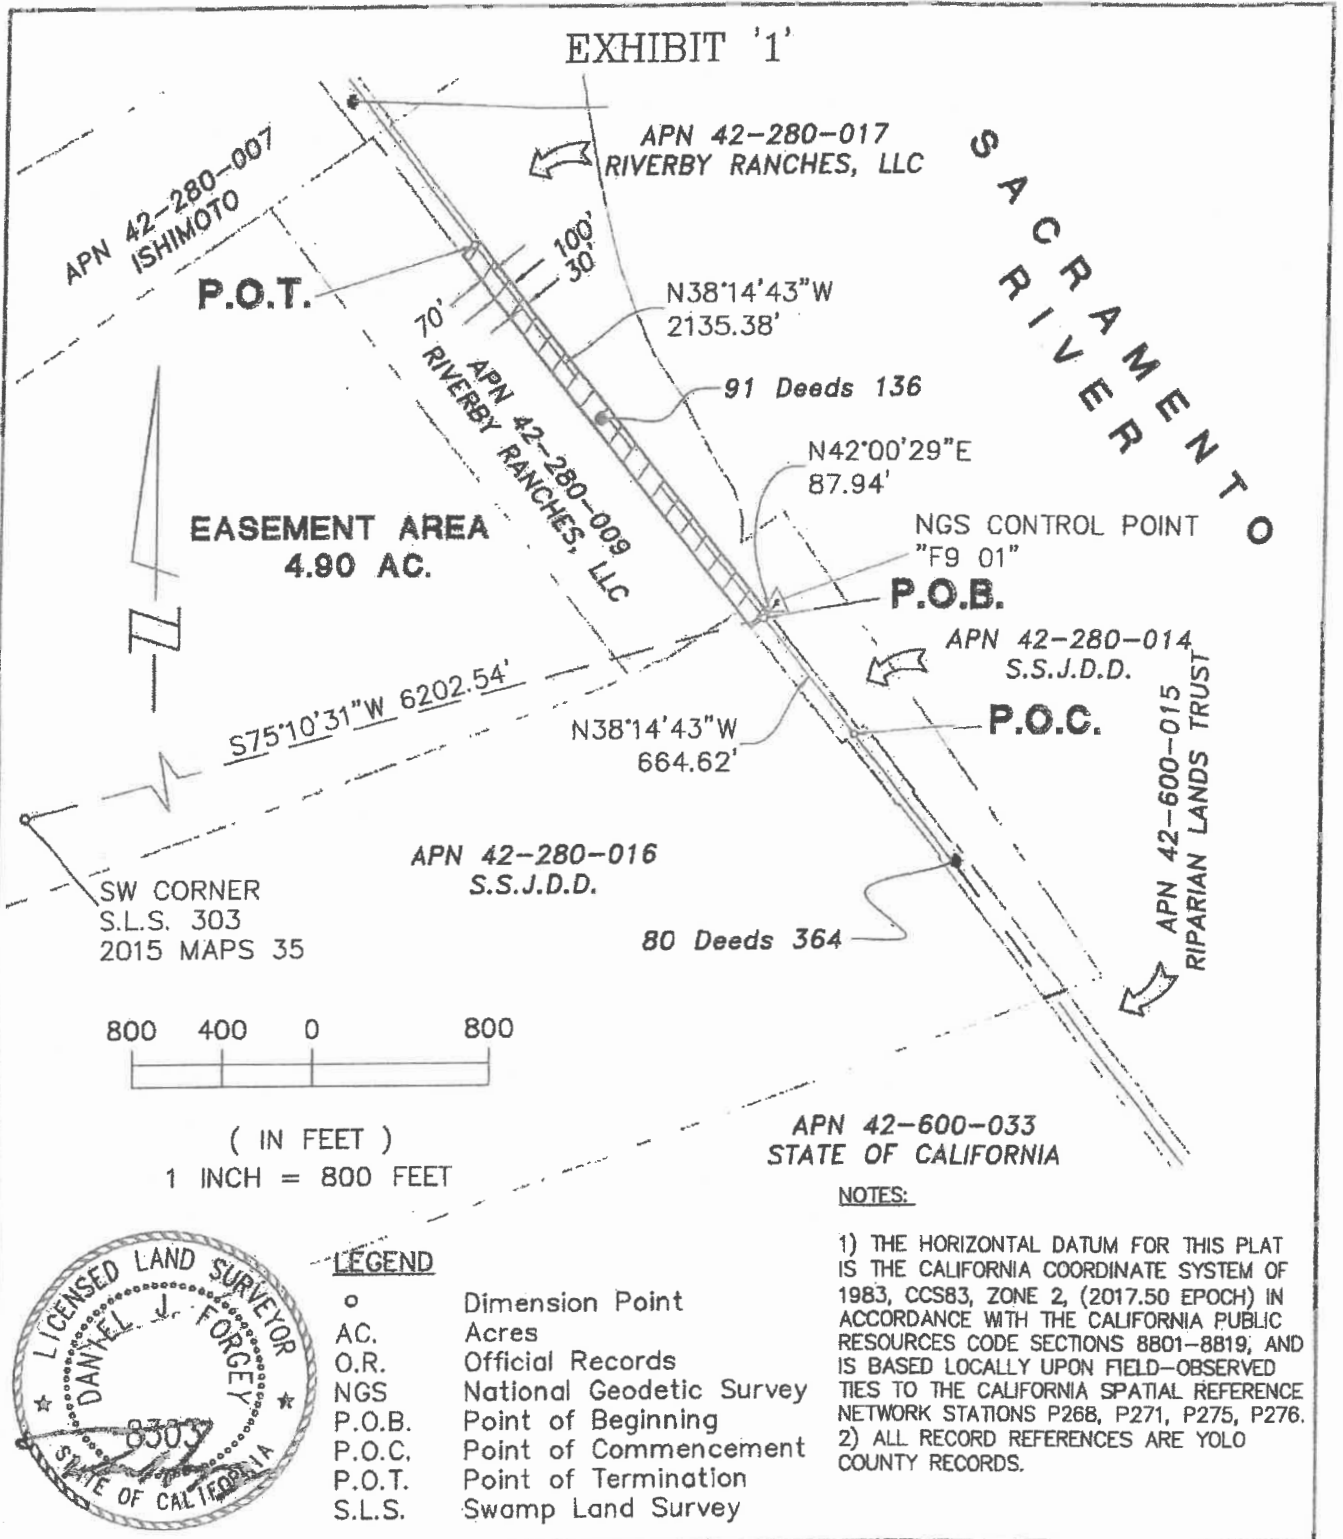 EXHIBIT '1'
APN 42-280-017
RIVERBY RANCHES, LLC
SACRAMENTO
RIVER
APN 42-280-007
ISHIMOTO
P.O.T.
100'
30'
70'
N38°14'43"W
2135.38'
APN 42-280-009
RIVERBY RANCHES, LLC
91 Deeds 136
N42°00'29"E
87.94'
EASEMENT AREA
4.90 AC.
NGS CONTROL POINT
"F9 01"
P.O.B.
N
APN 42-280-014
S.S.J.D.D.
S75°10'31"W 6202.54'
N38°14'43"W
664.62'
P.O.C.
APN 42-600-015
RIPARIAN LANDS TRUST
APN 42-280-016
S.S.J.D.D.
SW CORNER
S.L.S. 303
2015 MAPS 35
80 Deeds 364
800 400 0 800
( IN FEET )
1 INCH = 800 FEET
APN 42-600-033
STATE OF CALIFORNIA
LICENSED LAND SURVEYOR
DANIEL J. FORGEY
8303
STATE OF CALIFORNIA
LEGEND
o Dimension Point
AC. Acres
O.R. Official Records
NGS National Geodetic Survey
P.O.B. Point of Beginning
P.O.C. Point of Commencement
P.O.T. Point of Termination
S.L.S. Swamp Land Survey
NOTES:
1) THE HORIZONTAL DATUM FOR THIS PLAT
IS THE CALIFORNIA COORDINATE SYSTEM OF
1983, CCS83, ZONE 2, (2017.50 EPOCH) IN
ACCORDANCE WITH THE CALIFORNIA PUBLIC
RESOURCES CODE SECTIONS 8801-8819, AND
IS BASED LOCALLY UPON FIELD-OBSERVED
TIES TO THE CALIFORNIA SPATIAL REFERENCE
NETWORK STATIONS P268, P271, P275, P276.
2) ALL RECORD REFERENCES ARE YOLO
COUNTY RECORDS.